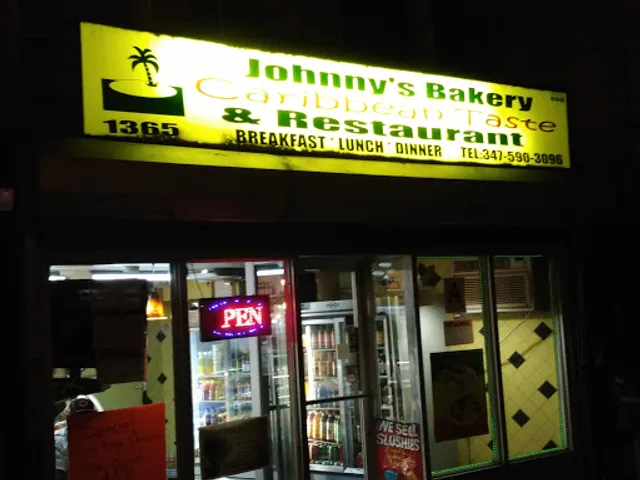 Johnny's Bakery
Caribbean Taste
& Restaurant
1365
BREAKFAST * LUNCH * DINNER TEL:347-590-3096
PEN
A
WE SELL
SLUSHIES